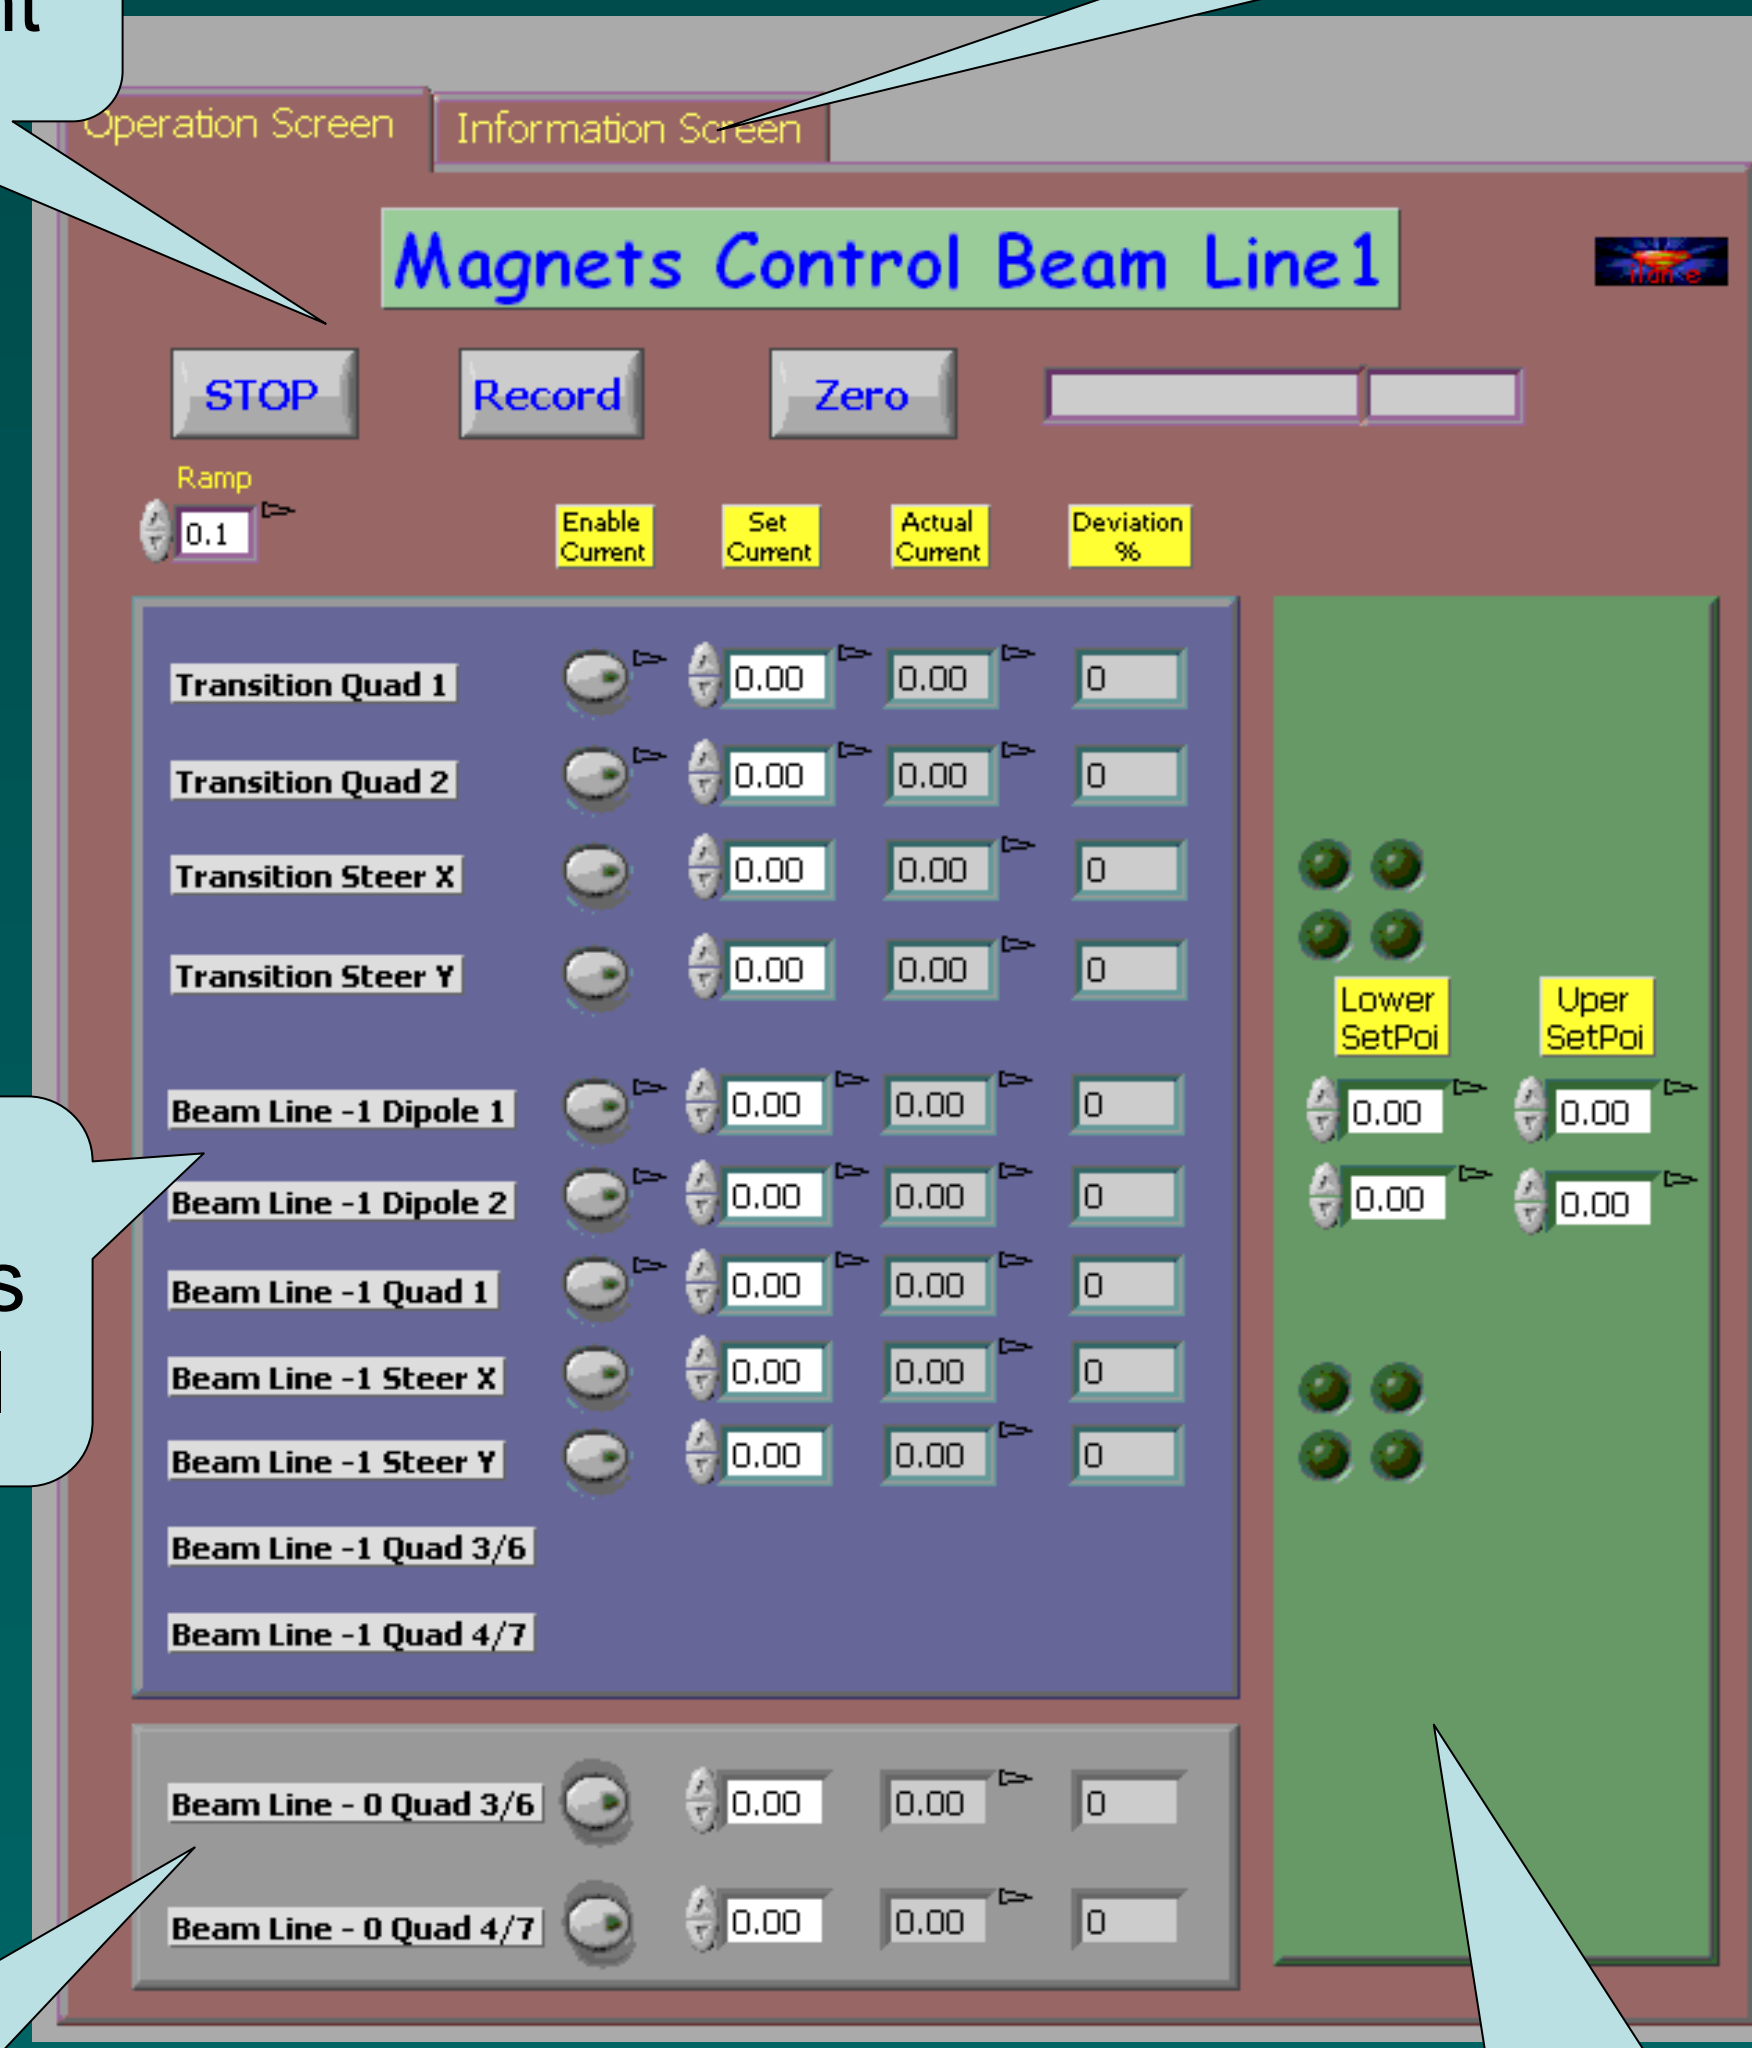 Operation Screen
Information Screen
Magnets Control Beam Line1
STOP
Record
Zero
Ramp
0.1
Enable
Current
Set
Current
Actual
Current
Deviation
%
Transition Quad 1 0.00 0.00 0
Transition Quad 2 0.00 0.00 0
Transition Steer X 0.00 0.00 0
Transition Steer Y 0.00 0.00 0
Beam Line -1 Dipole 1 0.00 0.00 0
Beam Line -1 Dipole 2 0.00 0.00 0
Beam Line -1 Quad 1 0.00 0.00 0
Beam Line -1 Steer X 0.00 0.00 0
Beam Line -1 Steer Y 0.00 0.00 0
Beam Line -1 Quad 3/6
Beam Line -1 Quad 4/7
Beam Line - 0 Quad 3/6 0.00 0.00 0
Beam Line - 0 Quad 4/7 0.00 0.00 0
Lower
SetPoi
Uper
SetPoi
0.00 0.00
0.00 0.00